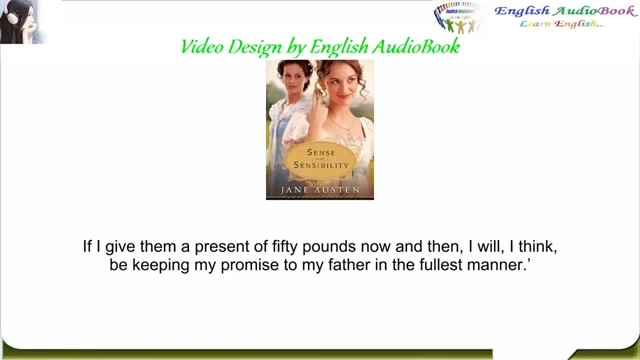 English AudioBook
Learn English...
Video Design by English AudioBook
SENSE
and
SENSIBILITY
JANE AUSTEN
If I give them a present of fifty pounds now and then, I will, I think,
be keeping my promise to my father in the fullest manner.’